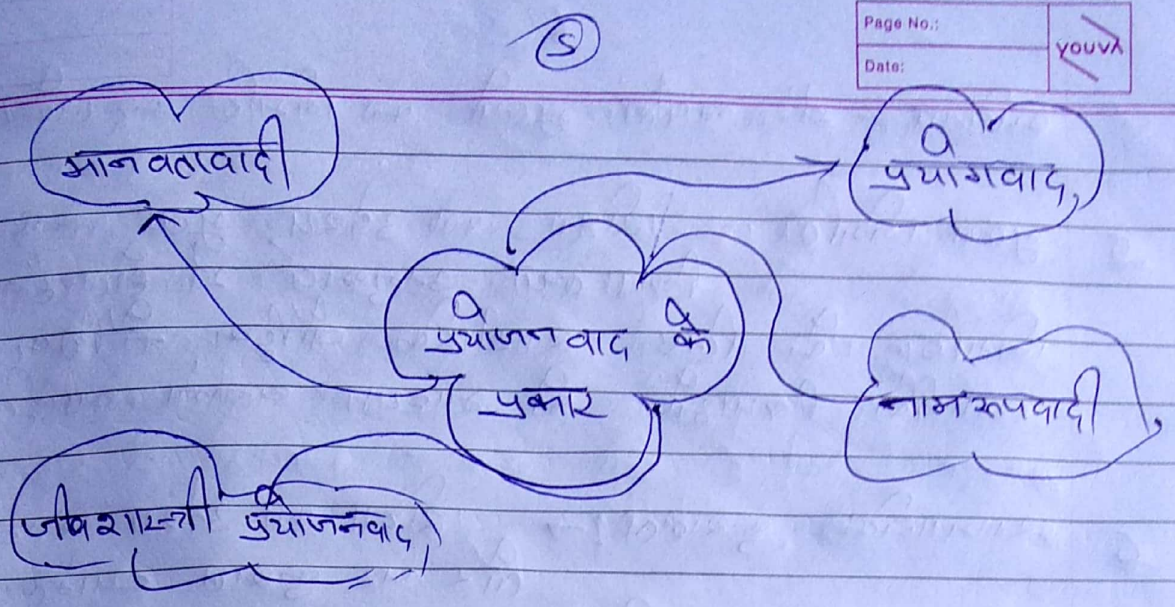 5
Page No.:
Date:
YOUVA
मानवतावादी
प्रयोगवाद,
प्रयोजनवाद के
प्रकार
नामरूपवादी,
जीवशास्त्री प्रयोजनवाद,